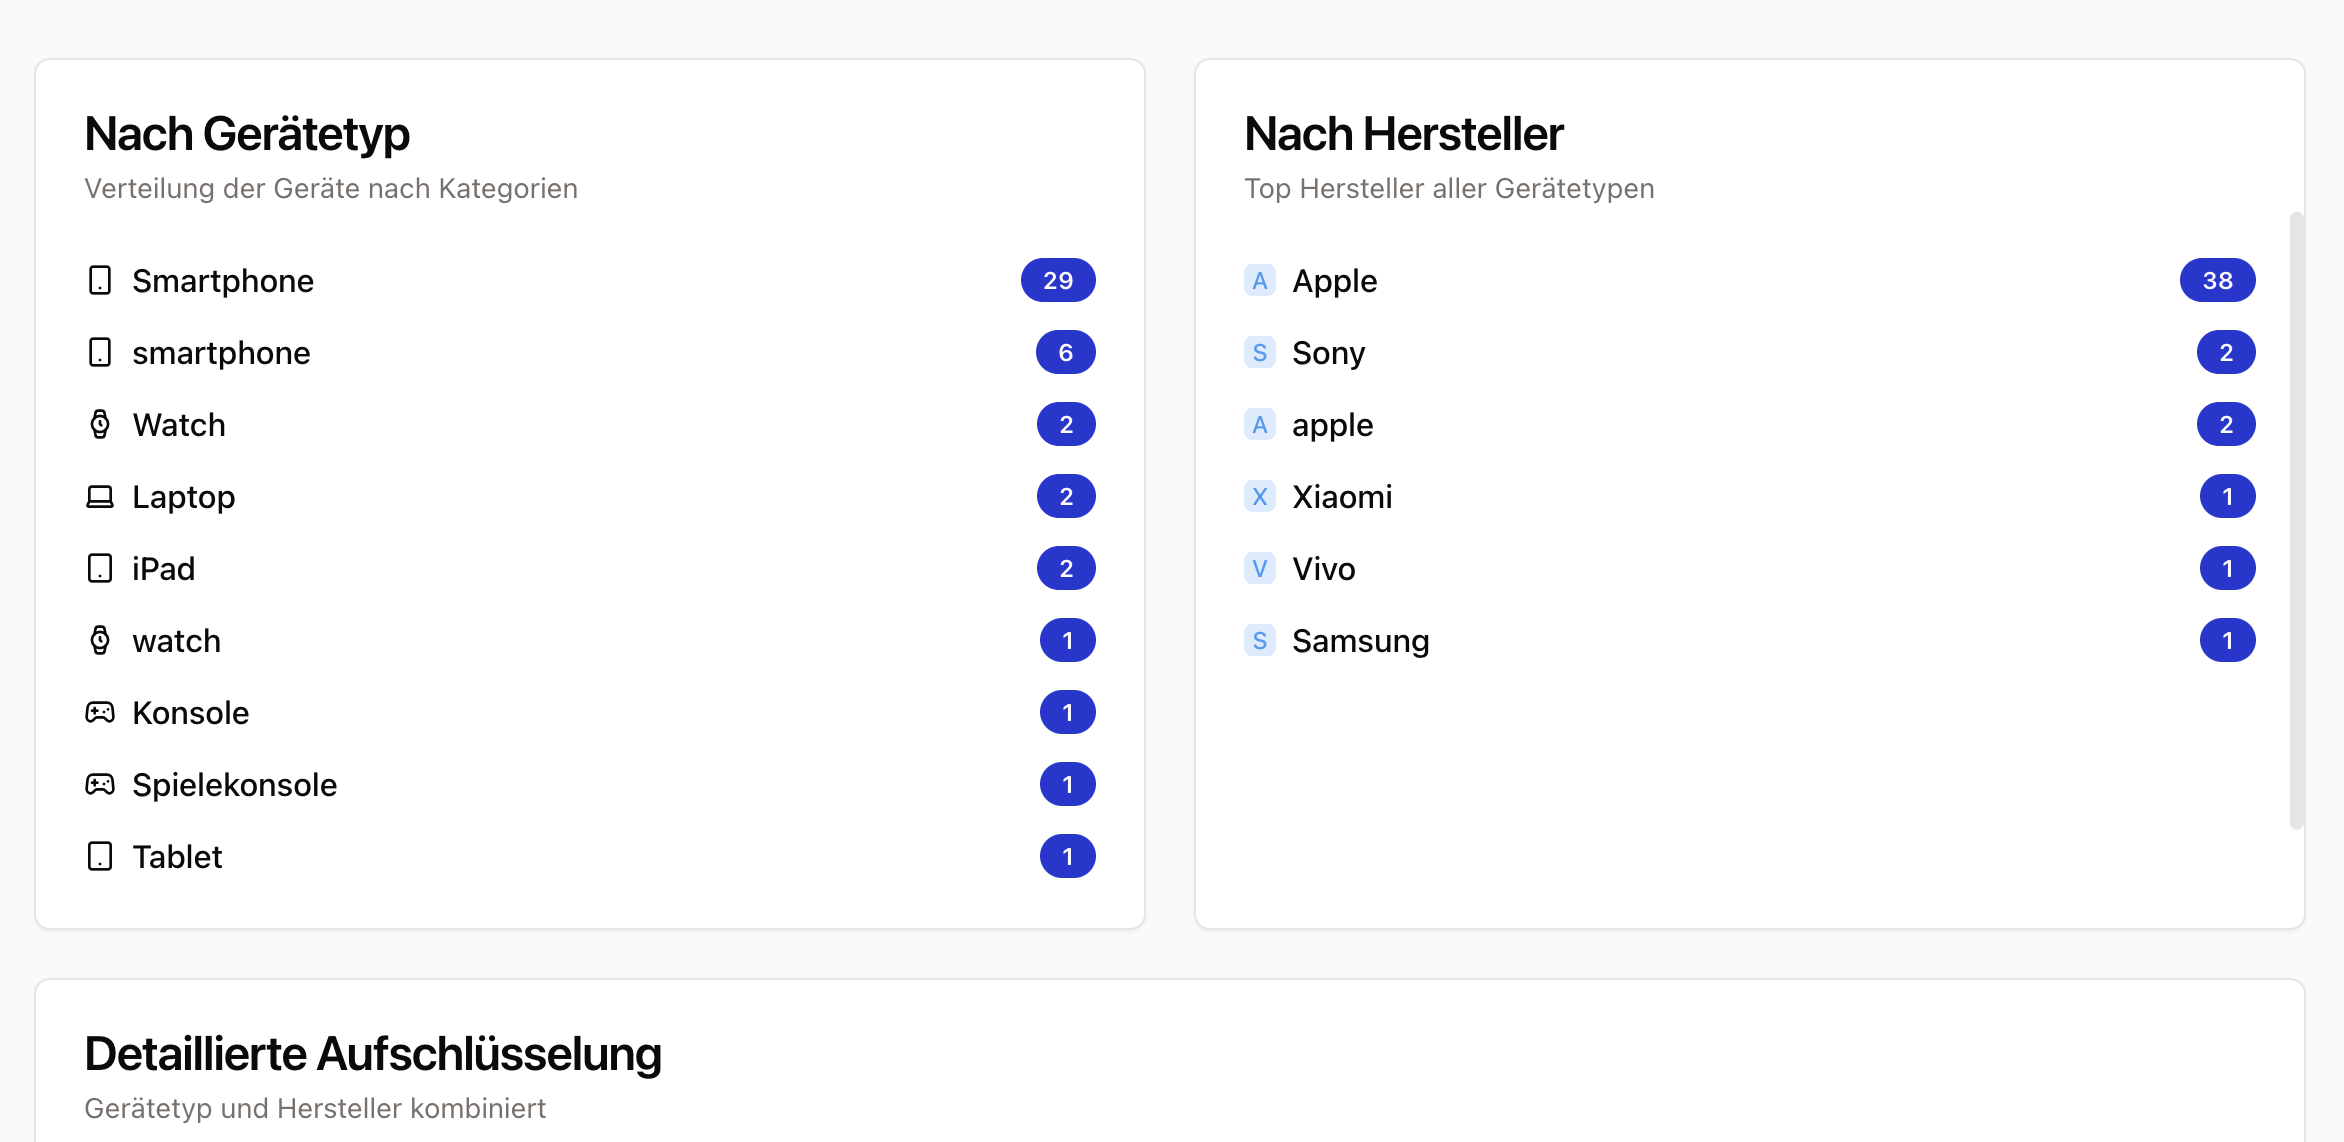 Nach Gerätetyp
Verteilung der Geräte nach Kategorien
Smartphone 29
smartphone 6
Watch 2
Laptop 2
iPad 2
watch 1
Konsole 1
Spielekonsole 1
Tablet 1
Nach Hersteller
Top Hersteller aller Gerätetypen
A Apple 38
S Sony 2
A apple 2
X Xiaomi 1
V Vivo 1
S Samsung 1
Detaillierte Aufschlüsselung
Gerätetyp und Hersteller kombiniert